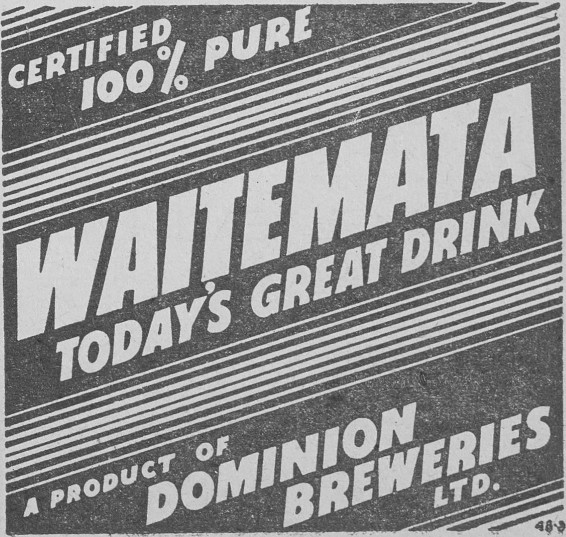 CERTIFIED
100% PURE
WAITEMATA
TODAY'S GREAT DRINK
A PRODUCT OF
DOMINION
BREWERIES
LTD.